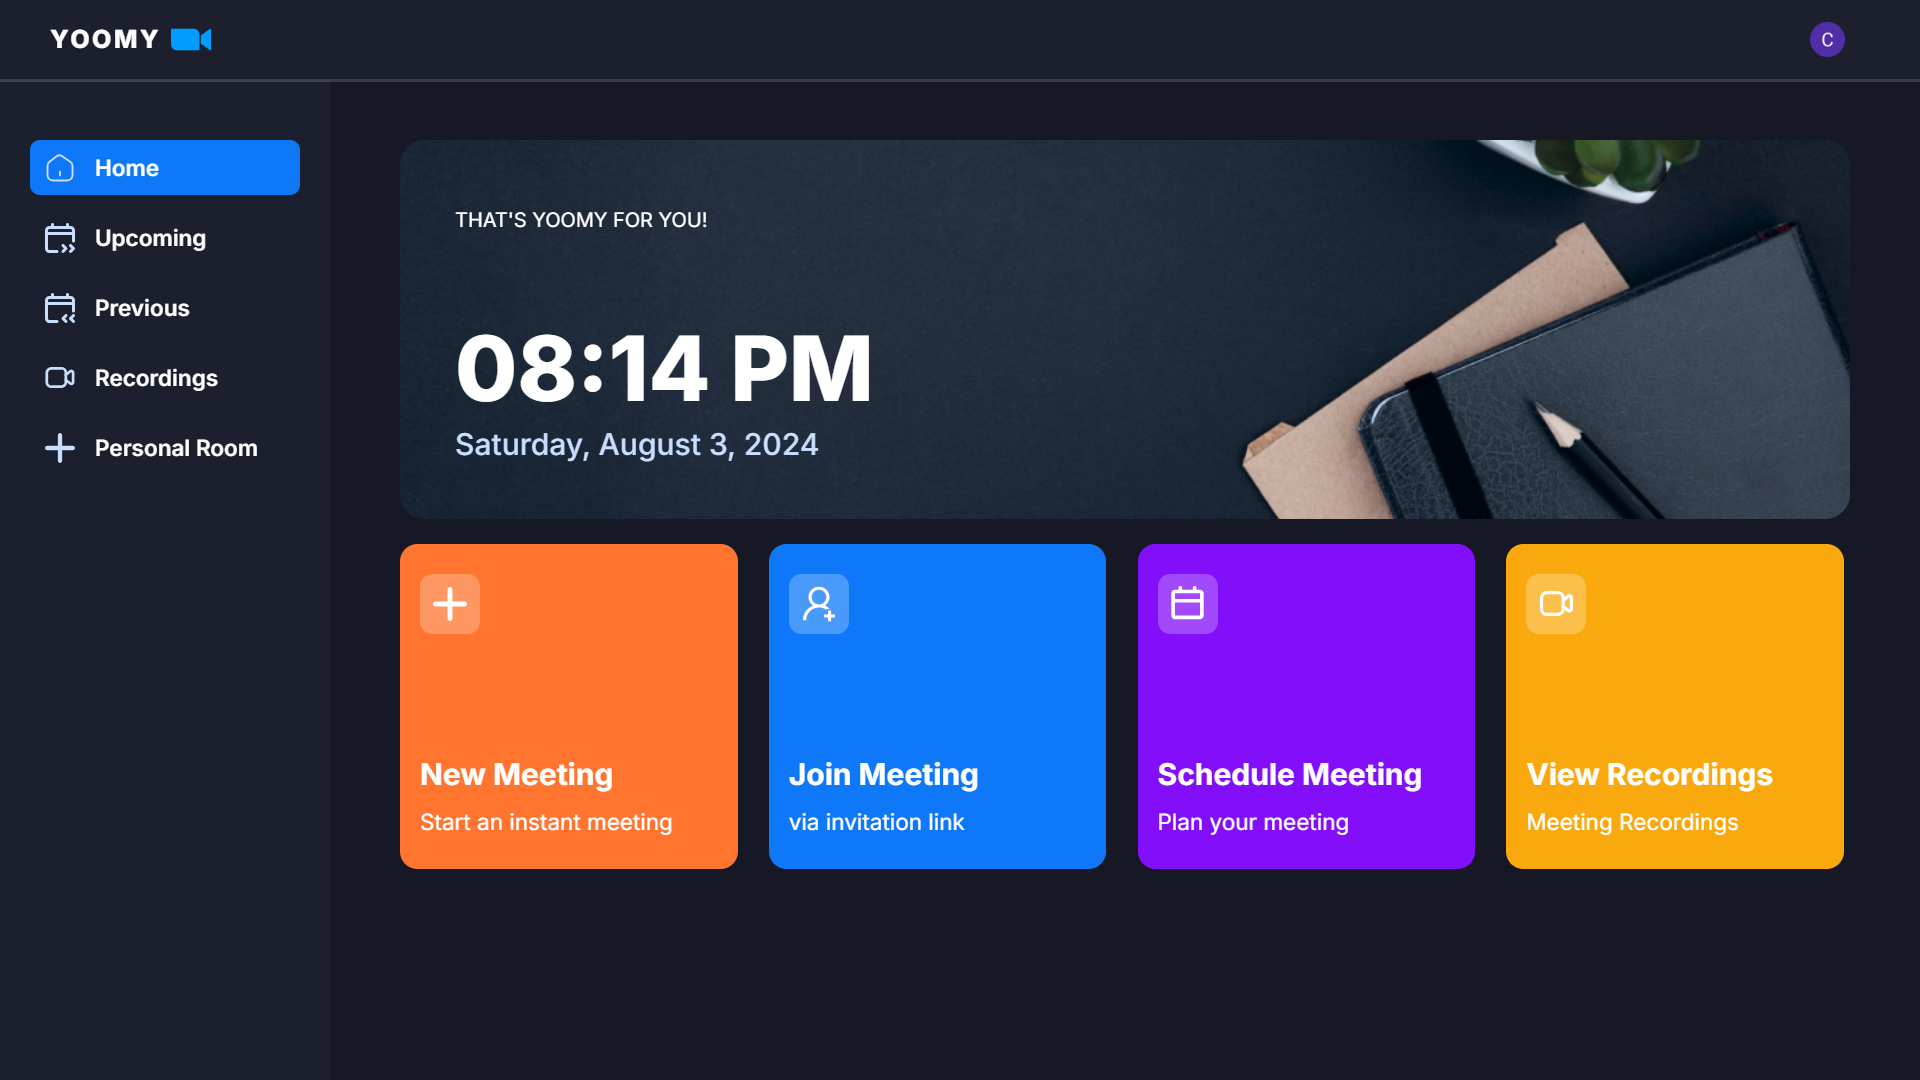 YOOMY
C
Home
Upcoming
Previous
Recordings
Personal Room
THAT'S YOOMY FOR YOU!
08:14 PM
Saturday, August 3, 2024
New Meeting
Start an instant meeting
Join Meeting
via invitation link
Schedule Meeting
Plan your meeting
View Recordings
Meeting Recordings